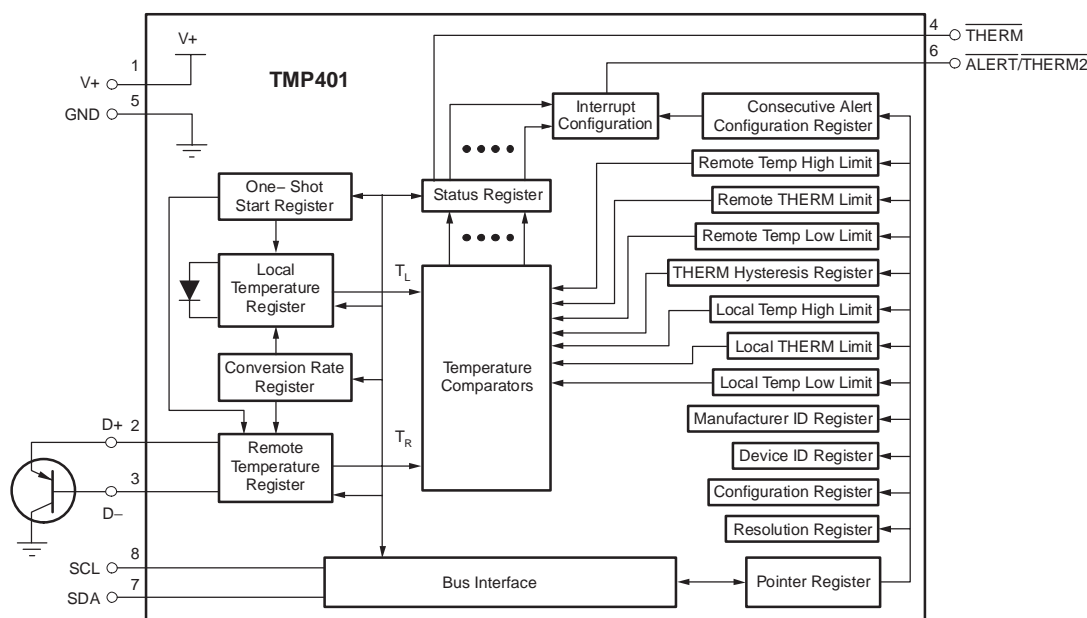 V+
TMP401
1
V+
5
GND
4
THERM
6
ALERT/THERM2
Interrupt
Configuration
Consecutive Alert
Configuration Register
Remote Temp High Limit
One– Shot
Start Register
Status Register
Remote THERM Limit
Remote Temp Low Limit
Local
Temperature
Register
TL
THERM Hysteresis Register
Local Temp High Limit
Conversion Rate
Register
Temperature
Comparators
Local THERM Limit
Local Temp Low Limit
D+
2
Manufacturer ID Register
Remote
Temperature
Register
TR
Device ID Register
3
D–
Configuration Register
Resolution Register
8
SCL
7
SDA
Bus Interface
Pointer Register